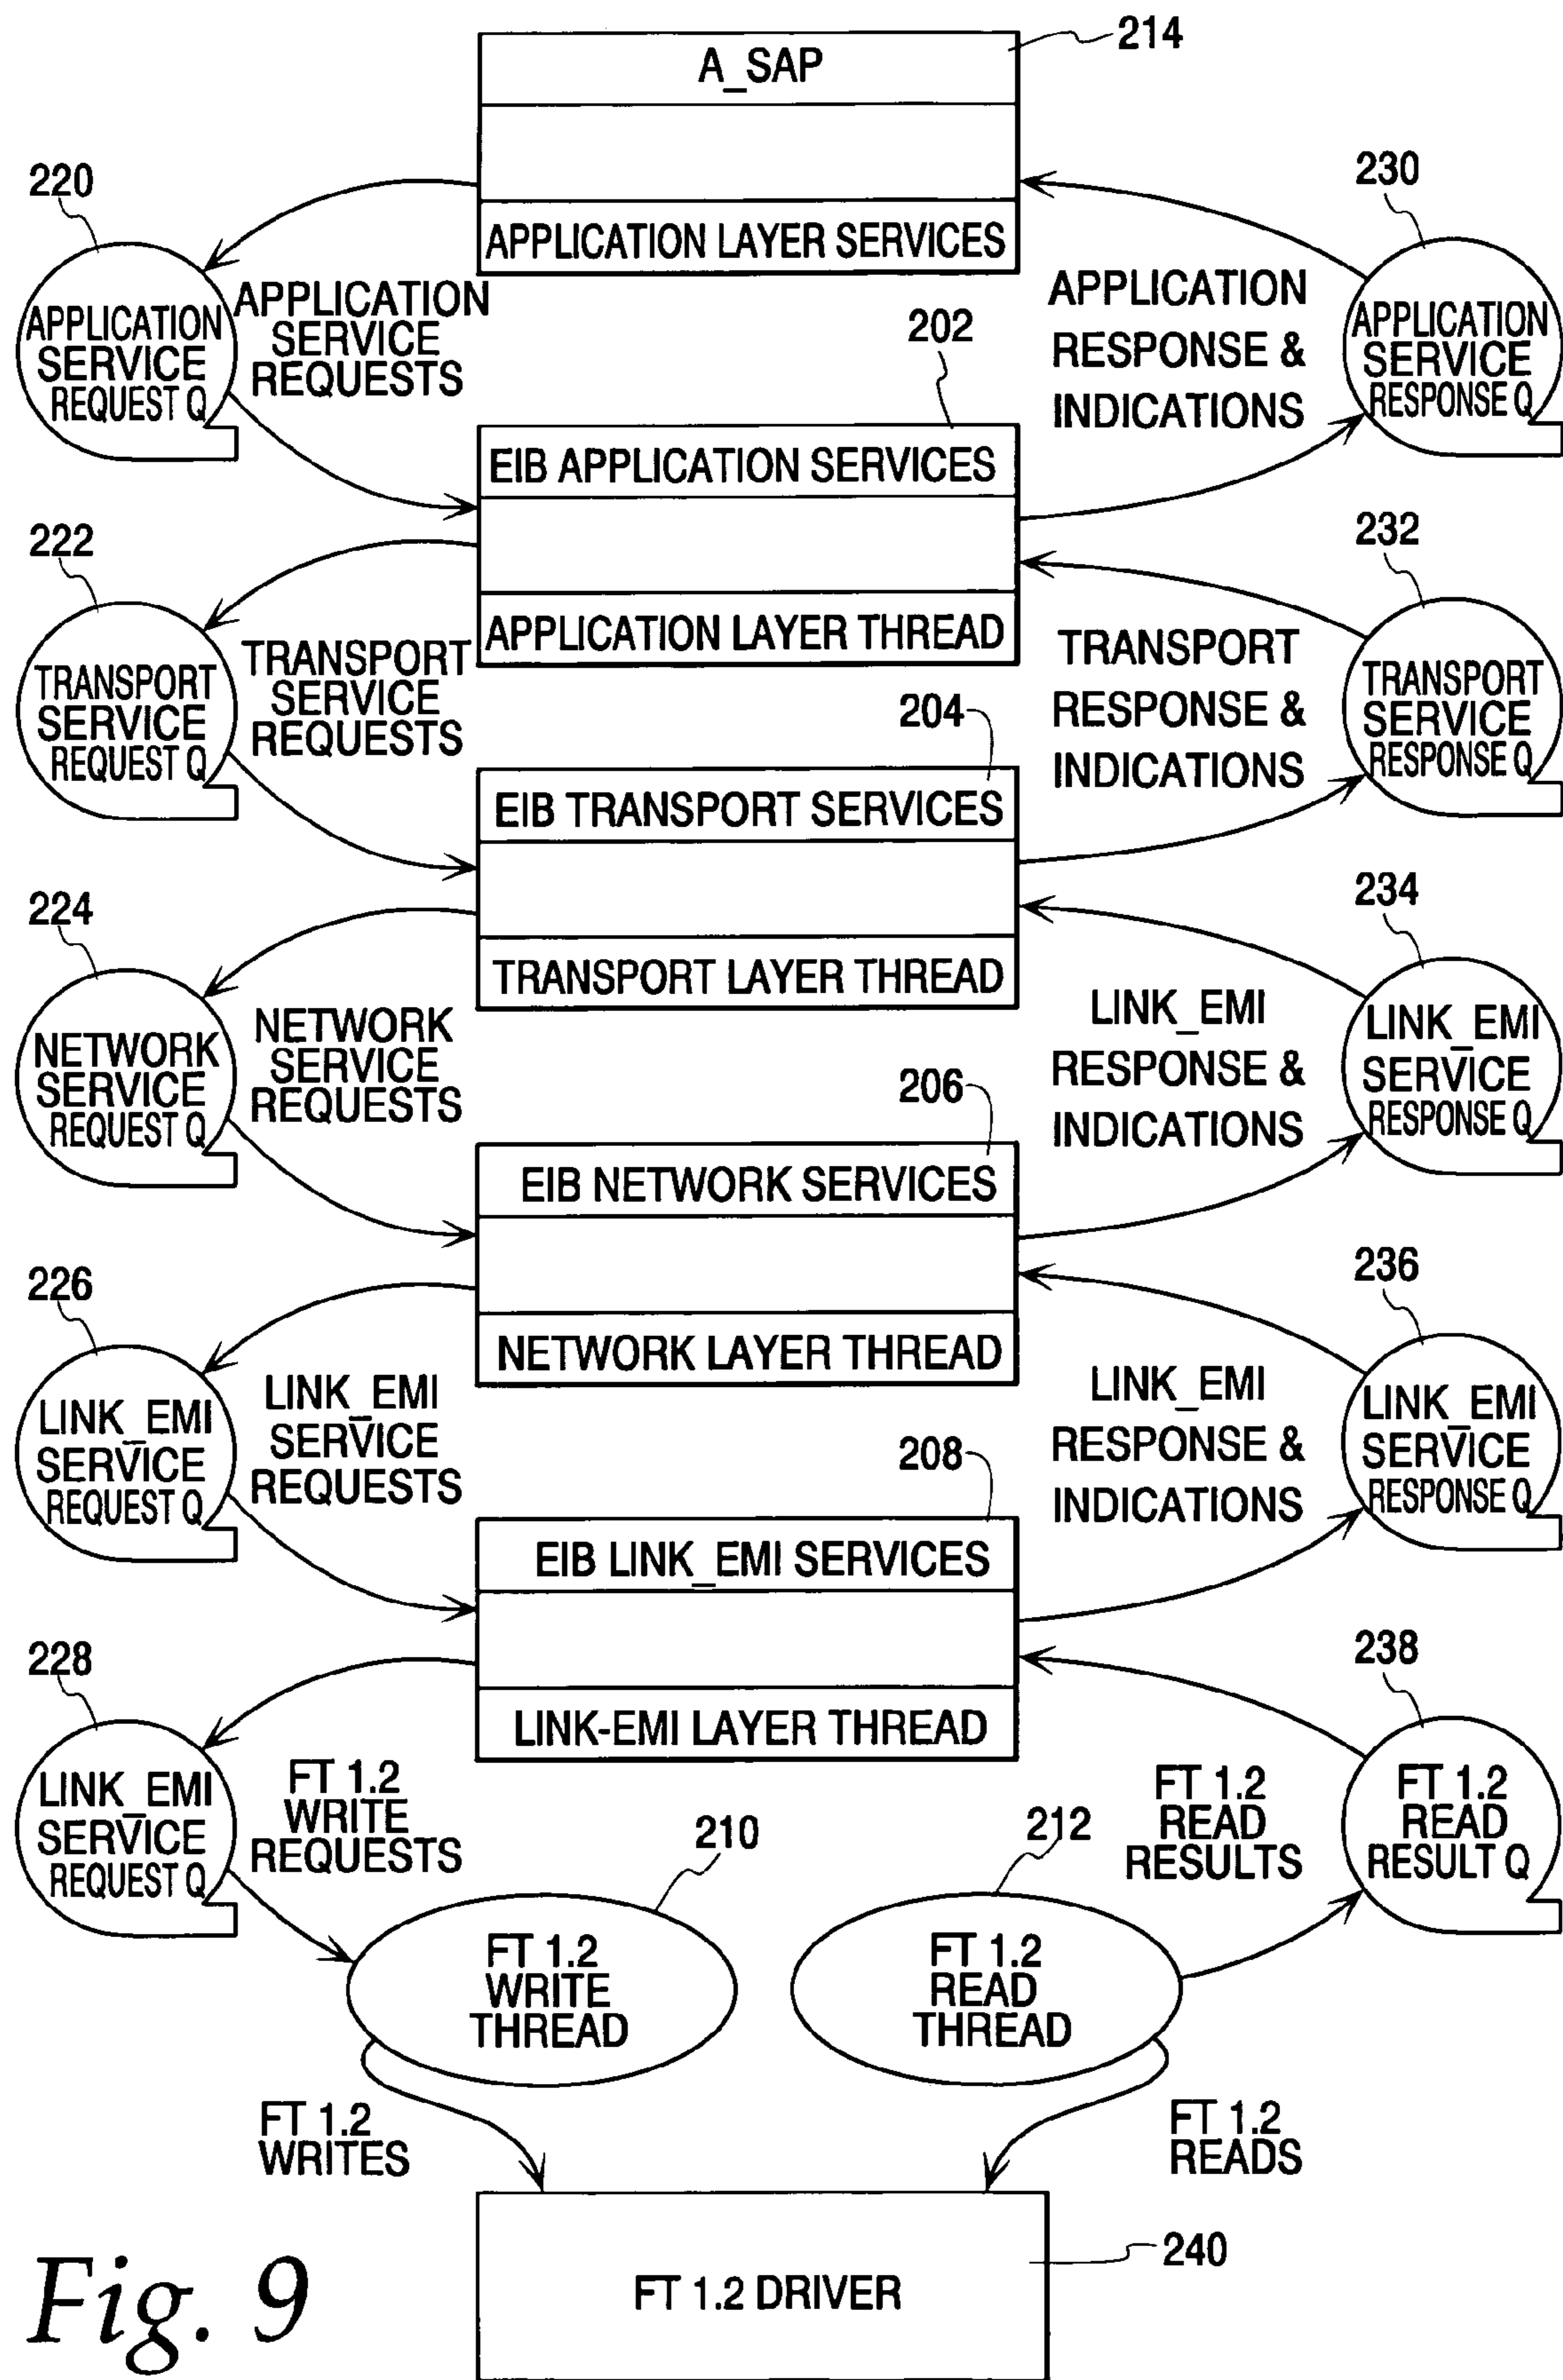 214
A_SAP
APPLICATION LAYER SERVICES
220
APPLICATION
SERVICE
REQUEST Q
APPLICATION
SERVICE
REQUESTS
230
APPLICATION
RESPONSE &
INDICATIONS
APPLICATION
SERVICE
RESPONSE Q
202
EIB APPLICATION SERVICES
APPLICATION LAYER THREAD
222
TRANSPORT
SERVICE
REQUEST Q
TRANSPORT
SERVICE
REQUESTS
232
TRANSPORT
RESPONSE &
INDICATIONS
TRANSPORT
SERVICE
RESPONSE Q
204
EIB TRANSPORT SERVICES
TRANSPORT LAYER THREAD
224
NETWORK
SERVICE
REQUEST Q
NETWORK
SERVICE
REQUESTS
234
LINK_EMI
RESPONSE &
INDICATIONS
LINK_EMI
SERVICE
RESPONSE Q
206
EIB NETWORK SERVICES
NETWORK LAYER THREAD
226
LINK_EMI
SERVICE
REQUEST Q
LINK_EMI
SERVICE
REQUESTS
236
LINK_EMI
RESPONSE &
INDICATIONS
LINK_EMI
SERVICE
RESPONSE Q
208
EIB LINK_EMI SERVICES
LINK-EMI LAYER THREAD
228
LINK_EMI
SERVICE
REQUEST Q
FT 1.2
WRITE
REQUESTS
238
FT 1.2
READ
RESULTS
FT 1.2
READ
RESULT Q
210
FT 1.2
WRITE
THREAD
212
FT 1.2
READ
THREAD
FT 1.2
WRITES
FT 1.2
READS
240
FT 1.2 DRIVER
Fig. 9